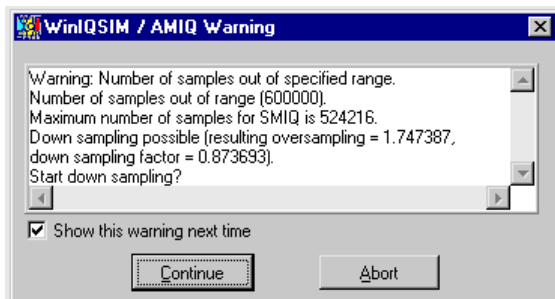 WinIQSIM / AMIQ Warning
Warning: Number of samples out of specified range.
Number of samples out of range (600000).
Maximum number of samples for SMIQ is 524216.
Down sampling possible (resulting oversampling = 1.747387,
down sampling factor = 0.873693).
Start down sampling?
Show this warning next time
Continue
Abort